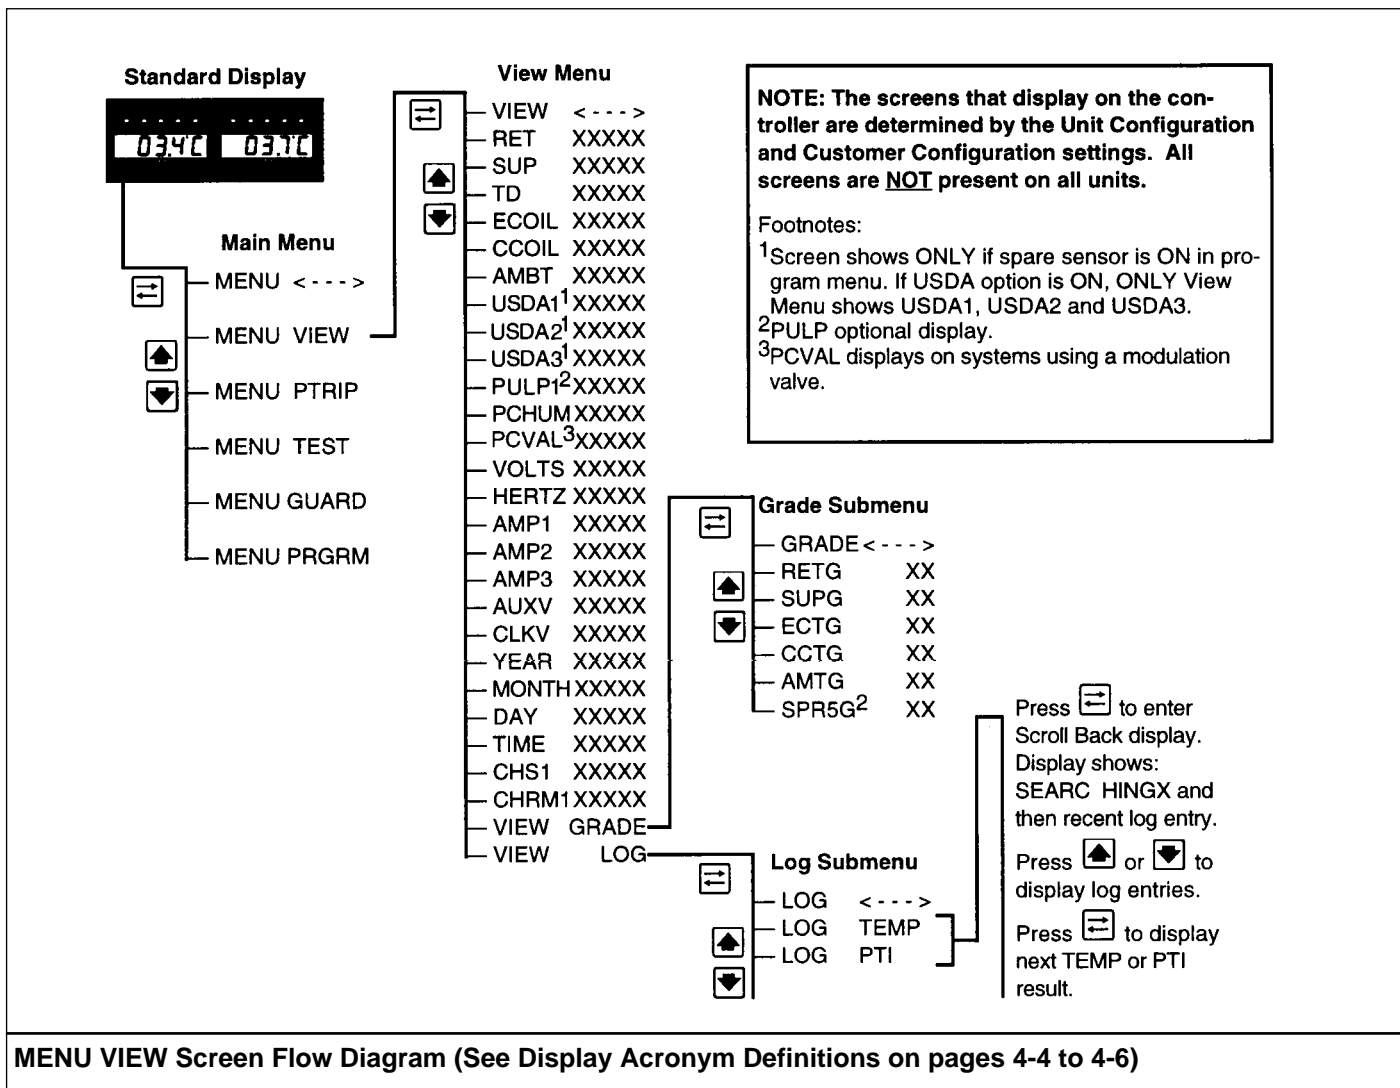 Standard Display
03.4°C 03.7°C
Main Menu
MENU <--->
MENU VIEW
MENU PTRIP
MENU TEST
MENU GUARD
MENU PRGRM
View Menu
VIEW <--->
RET XXXXX
SUP XXXXX
TD XXXXX
ECOIL XXXXX
CCOIL XXXXX
AMBT XXXXX
USDA1¹ XXXXX
USDA2¹ XXXXX
USDA3¹ XXXXX
PULP1² XXXXX
PCHUM XXXXX
PCVAL³ XXXXX
VOLTS XXXXX
HERTZ XXXXX
AMP1 XXXXX
AMP2 XXXXX
AMP3 XXXXX
AUXV XXXXX
CLKV XXXXX
YEAR XXXXX
MONTH XXXXX
DAY XXXXX
TIME XXXXX
CHS1 XXXXX
CHRM1 XXXXX
VIEW GRADE
VIEW LOG
NOTE: The screens that display on the con-
troller are determined by the Unit Configuration
and Customer Configuration settings. All
screens are NOT present on all units.
Footnotes:
¹Screen shows ONLY if spare sensor is ON in pro-
gram menu. If USDA option is ON, ONLY View
Menu shows USDA1, USDA2 and USDA3.
²PULP optional display.
³PCVAL displays on systems using a modulation
valve.
Grade Submenu
GRADE <--->
RETG XX
SUPG XX
ECTG XX
CCTG XX
AMTG XX
SPR5G² XX
Log Submenu
LOG <--->
LOG TEMP
LOG PTI
Press to enter
Scroll Back display.
Display shows:
SEARC HINGX and
then recent log entry.
Press or to
display log entries.
Press to display
next TEMP or PTI
result.
MENU VIEW Screen Flow Diagram (See Display Acronym Definitions on pages 4-4 to 4-6)